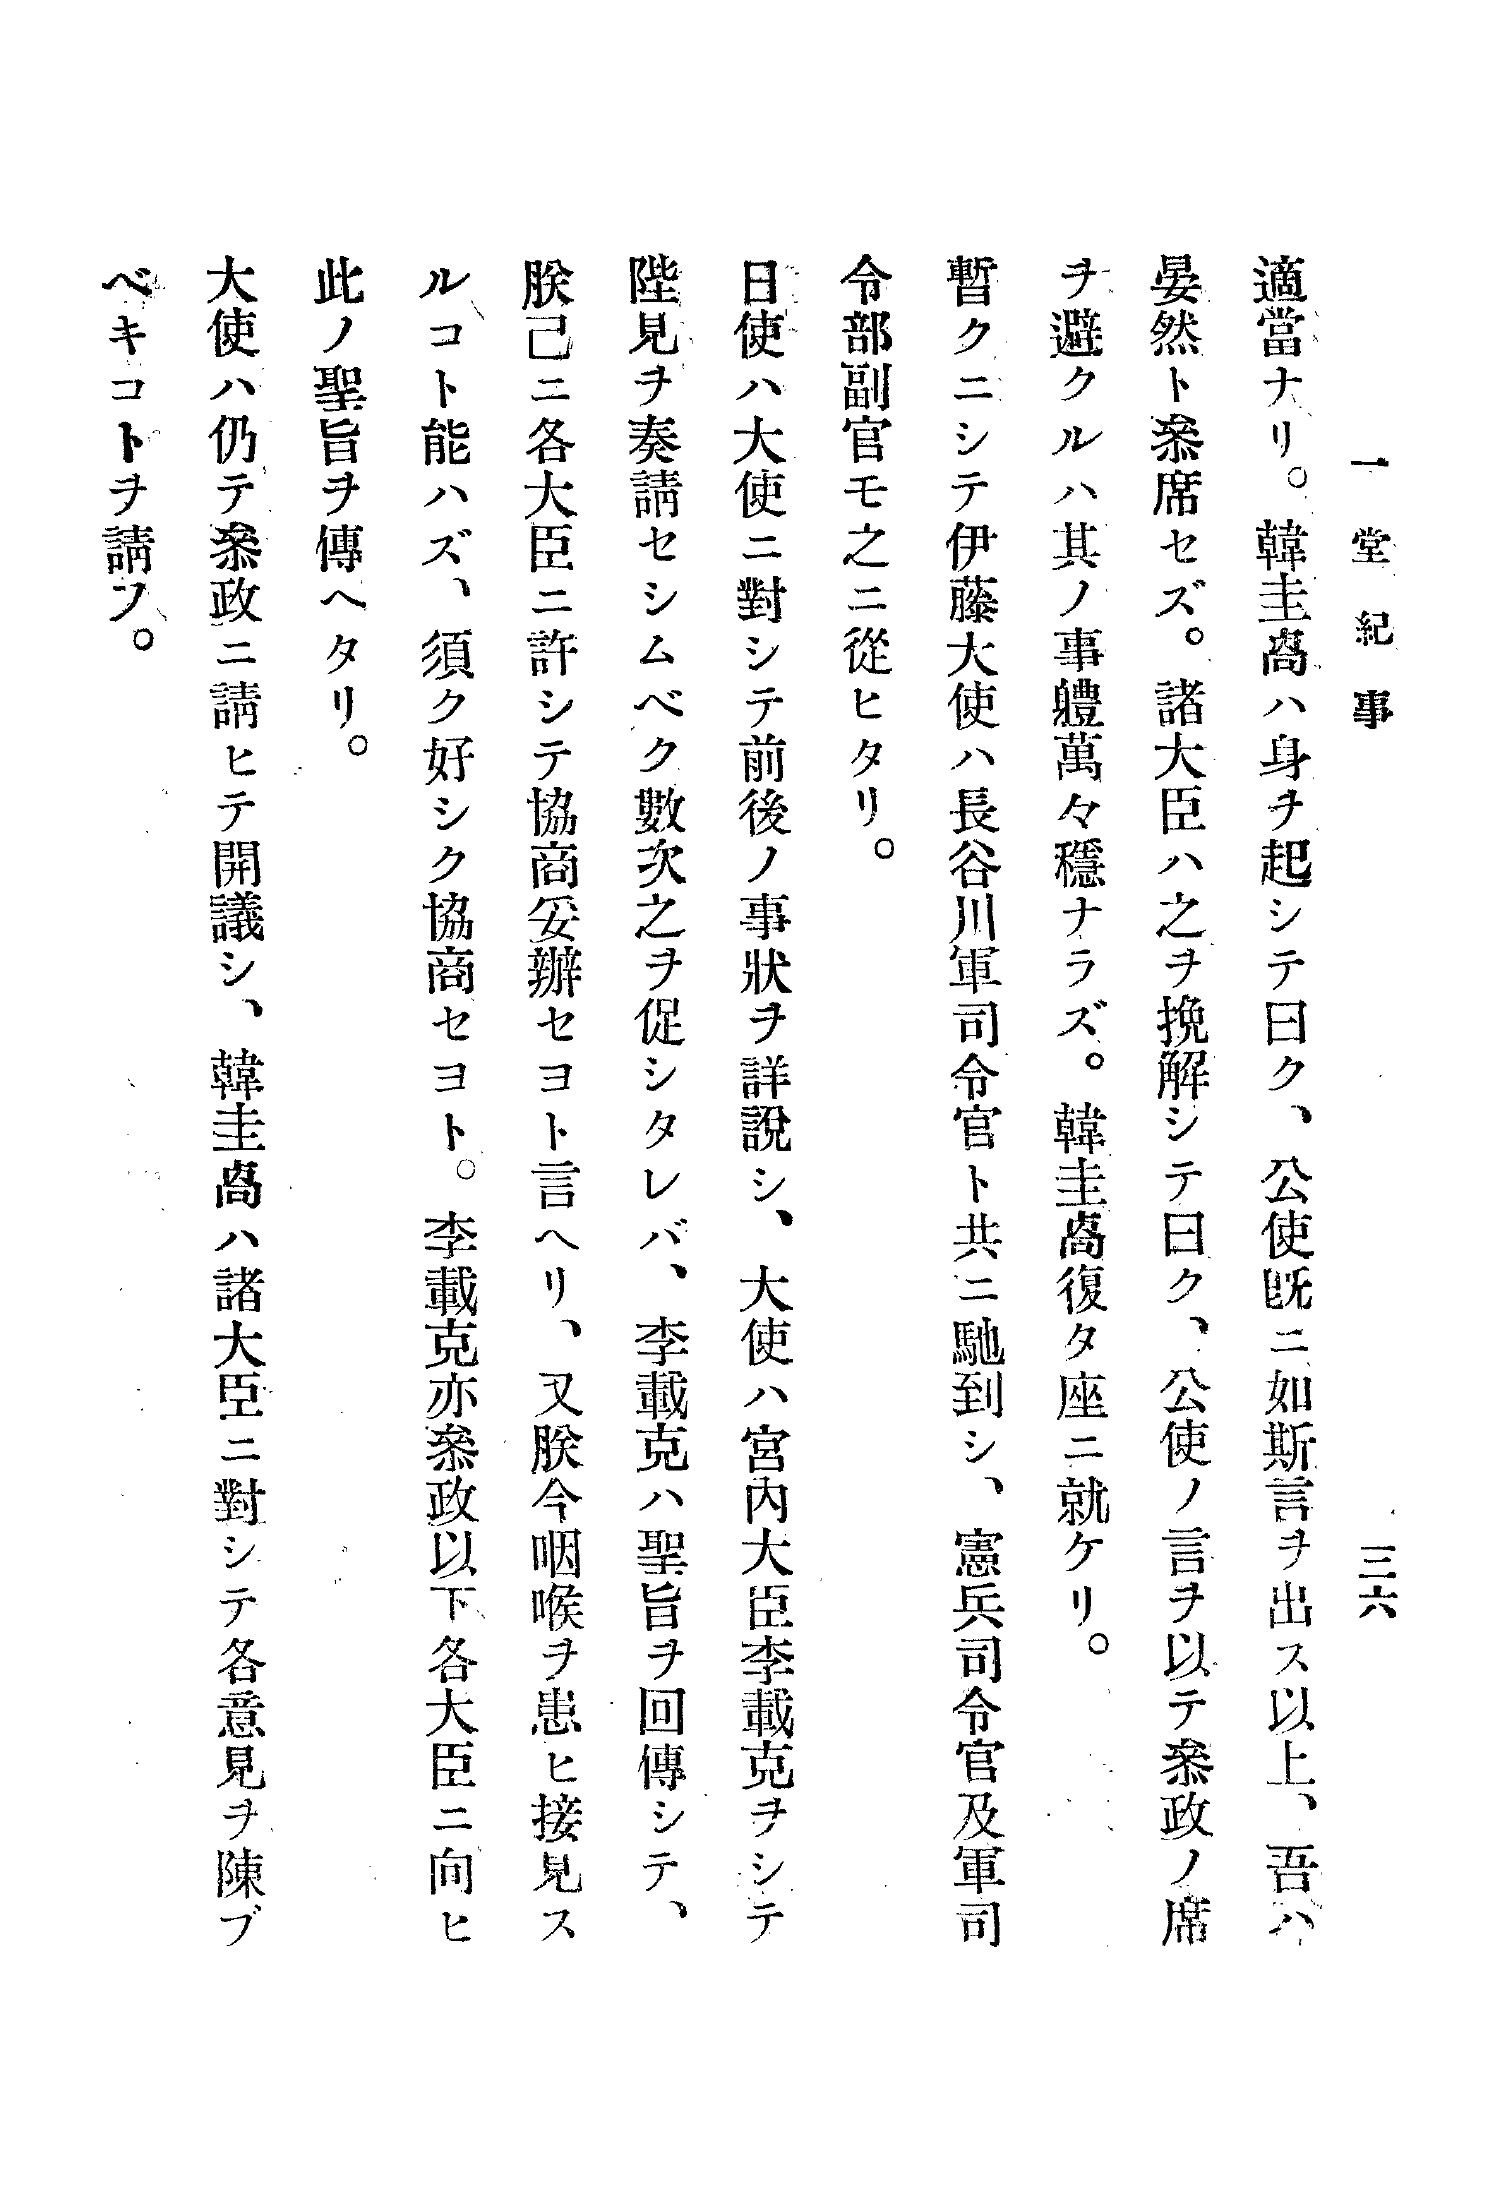 一堂紀事　三六
適當ナリ。韓圭卨ハ身ヲ起シテ曰ク、公使既ニ如斯言ヲ出ス以上、吾ハ
晏然ト叅席セズ。諸大臣ハ之ヲ挽解シテ曰ク、公使ノ言ヲ以テ叅政ノ席
ヲ避クルハ其ノ事軆萬々穩ナラズ。韓圭卨復タ座ニ就ケリ。
暫クニシテ伊藤大使ハ長谷川軍司令官ト共ニ馳到シ、憲兵司令官及軍司
令部副官モ之ニ從ヒタリ。
日使ハ大使ニ對シテ前後ノ事狀ヲ詳說シ、大使ハ宮內大臣李載克ヲシテ
陛見ヲ奏請セシムベク數次之ヲ促シタレバ、李載克ハ聖旨ヲ回傳シテ、
朕己ニ各大臣ニ許シテ協商妥辦セヨト言ヘリ、又朕今咽喉ヲ患ヒ接見ス
ルコト能ハズ、須ク好シク協商セヨト。李載克亦叅政以下各大臣ニ向ヒ
此ノ聖旨ヲ傳ヘタリ。
大使ハ仍テ叅政ニ請ヒテ開議シ、韓圭卨ハ諸大臣ニ對シテ各意見ヲ陳ブ
ベキコトヲ請フ。